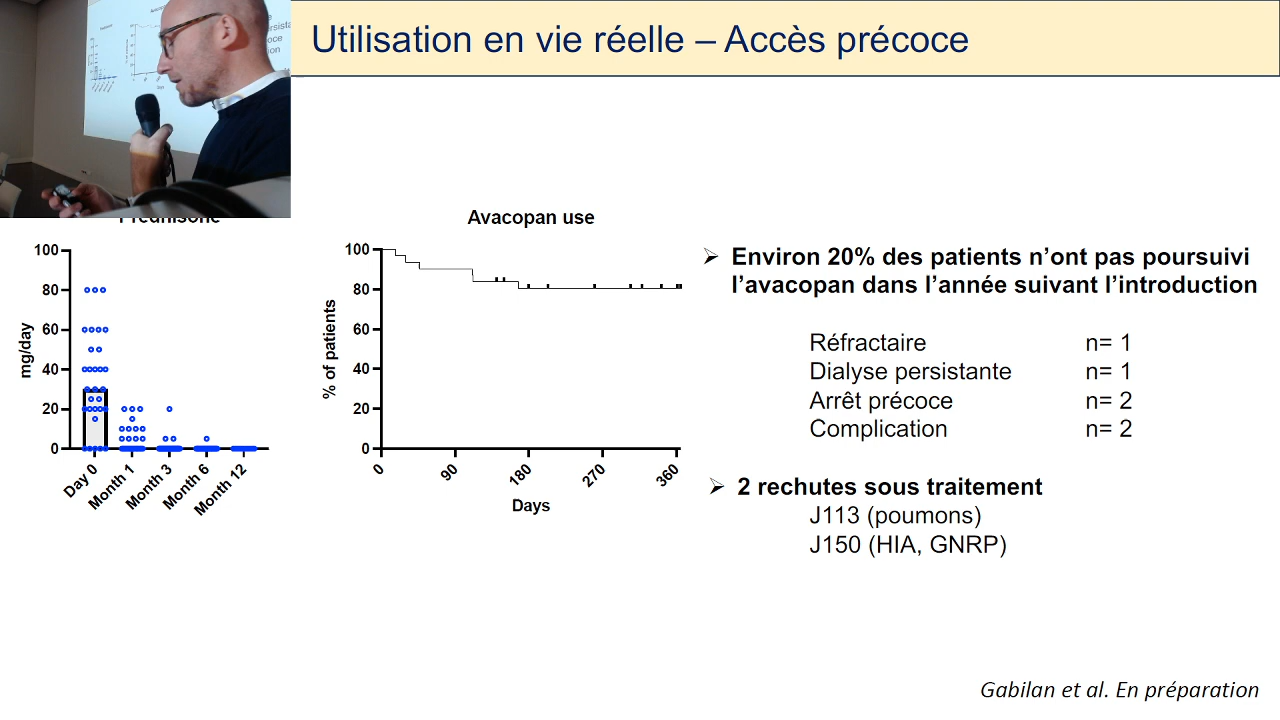 Utilisation en vie réelle – Accès précoce
Prednisone
mg/day
100
80
60
40
20
0
Day 0
Month 1
Month 3
Month 6
Month 12
Avacopan use
% of patients
100
80
60
40
20
0
0
90
180
270
360
Days
➢ Environ 20% des patients n’ont pas poursuivi
l’avacopan dans l’année suivant l’introduction
Réfractaire n= 1
Dialyse persistante n= 1
Arrêt précoce n= 2
Complication n= 2
➢ 2 rechutes sous traitement
J113 (poumons)
J150 (HIA, GNRP)
Gabilan et al. En préparation